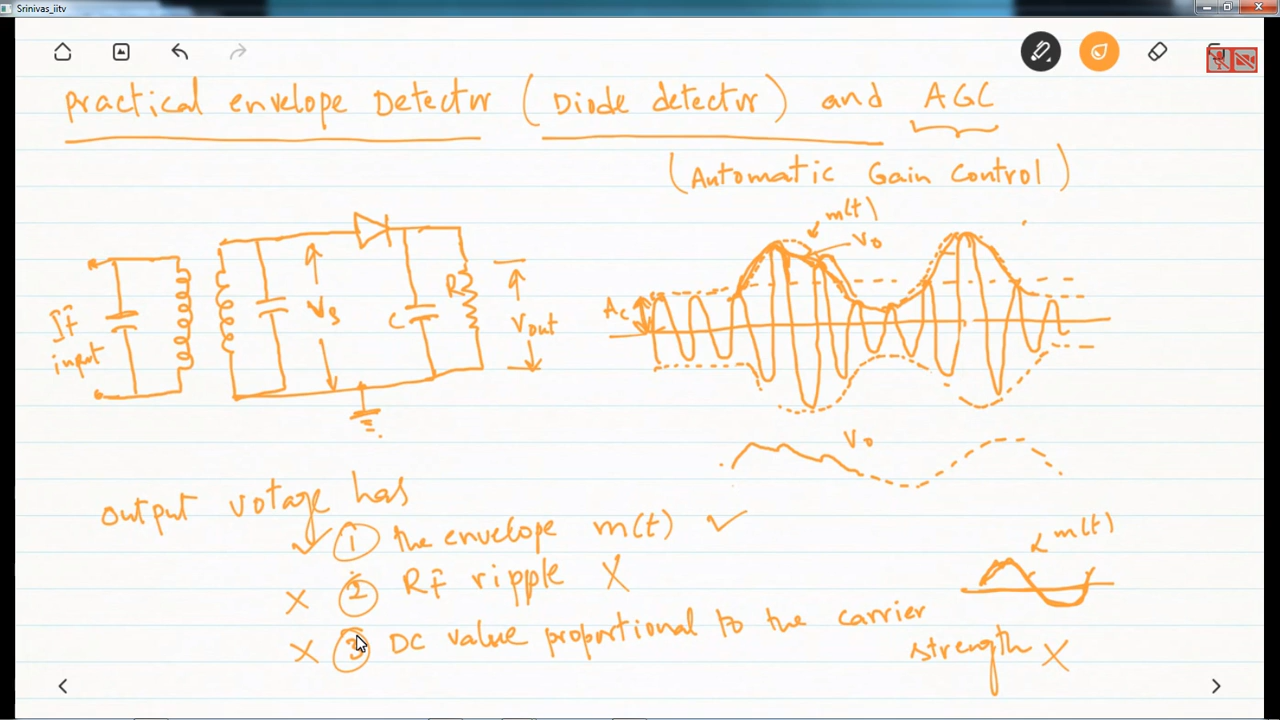 Srinivas_iitv
practical envelope Detector (Diode detector) and AGC
(Automatic Gain Control)
m(t)
Vo
If
input
Vs
C
R
Vout
Ac
Vo
output votage has
① the envelope m(t) ✓
m(t)
✓
X ② RF ripple X
X ③ DC value proportional to the carrier
strength X